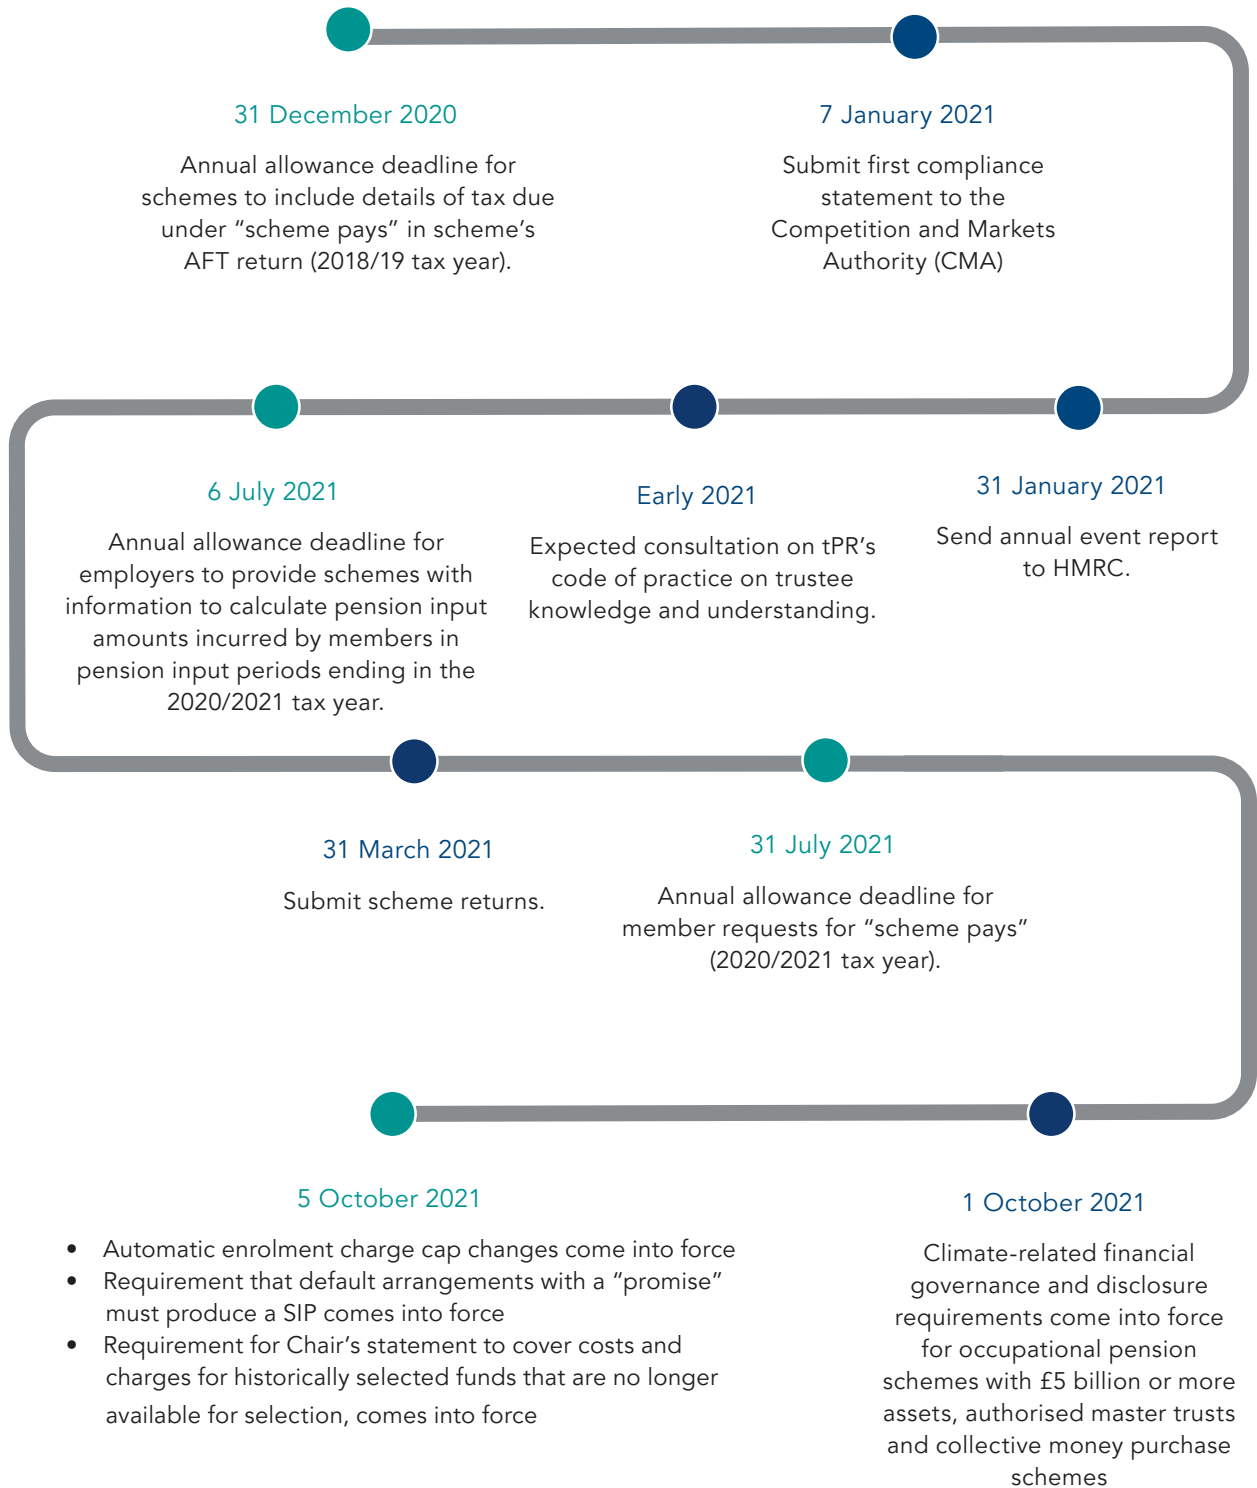 31 December 2020
Annual allowance deadline for
schemes to include details of tax due
under “scheme pays” in scheme’s
AFT return (2018/19 tax year).
7 January 2021
Submit first compliance
statement to the
Competition and Markets
Authority (CMA)
6 July 2021
Annual allowance deadline for
employers to provide schemes with
information to calculate pension input
amounts incurred by members in
pension input periods ending in the
2020/2021 tax year.
Early 2021
Expected consultation on tPR’s
code of practice on trustee
knowledge and understanding.
31 January 2021
Send annual event report
to HMRC.
31 March 2021
Submit scheme returns.
31 July 2021
Annual allowance deadline for
member requests for “scheme pays”
(2020/2021 tax year).
5 October 2021
• Automatic enrolment charge cap changes come into force
• Requirement that default arrangements with a “promise”
must produce a SIP comes into force
• Requirement for Chair’s statement to cover costs and
charges for historically selected funds that are no longer
available for selection, comes into force
1 October 2021
Climate-related financial
governance and disclosure
requirements come into force
for occupational pension
schemes with £5 billion or more
assets, authorised master trusts
and collective money purchase
schemes